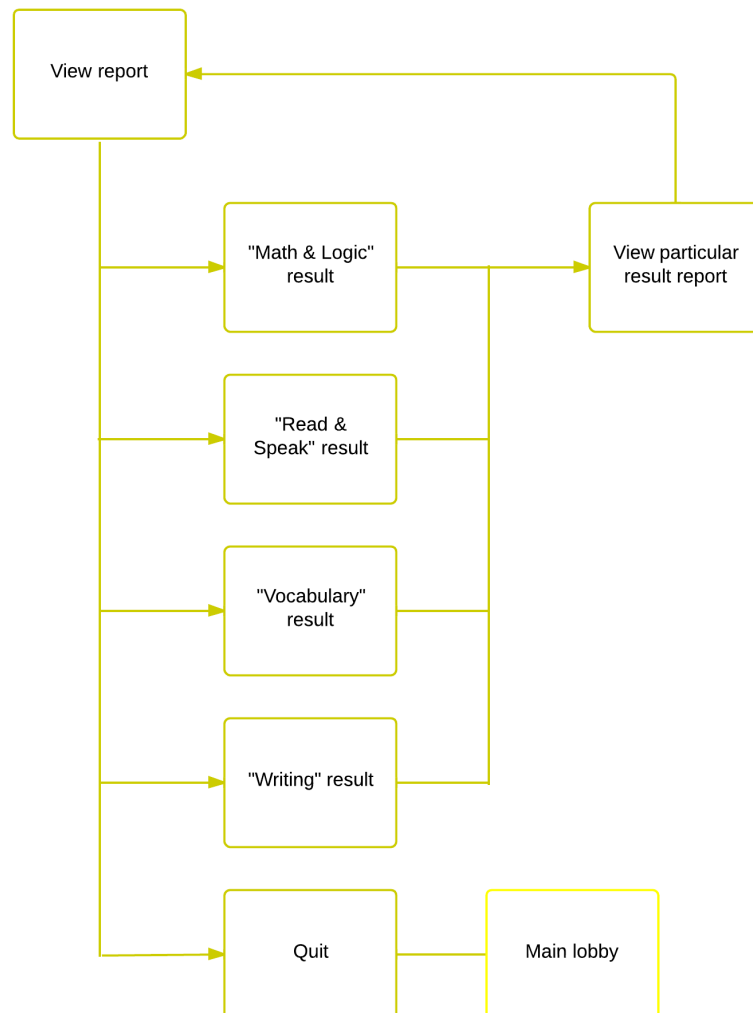 View report
"Math & Logic"
result
View particular
result report
"Read &
Speak" result
"Vocabulary"
result
"Writing" result
Quit
Main lobby